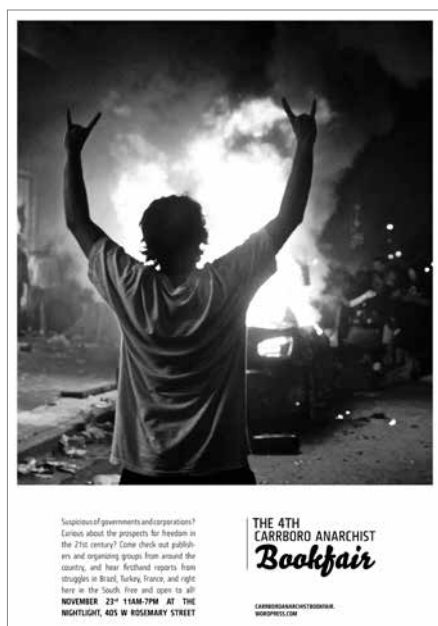 Suspicious of governments and corporations?
Curious about the prospects for freedom in
the 21st century? Come check out publish-
ers and organizing groups from around the
country, and hear firsthand reports from
struggles in Brazil, Turkey, France, and right
here in the South. Free and open to all!
NOVEMBER 23rd 11AM-7PM AT THE
NIGHTLIGHT, 405 W ROSEMARY STREET
THE 4TH
CARRBORO ANARCHIST
Bookfair
CARRBOROANARCHISTBOOKFAIR.
WORDPRESS.COM